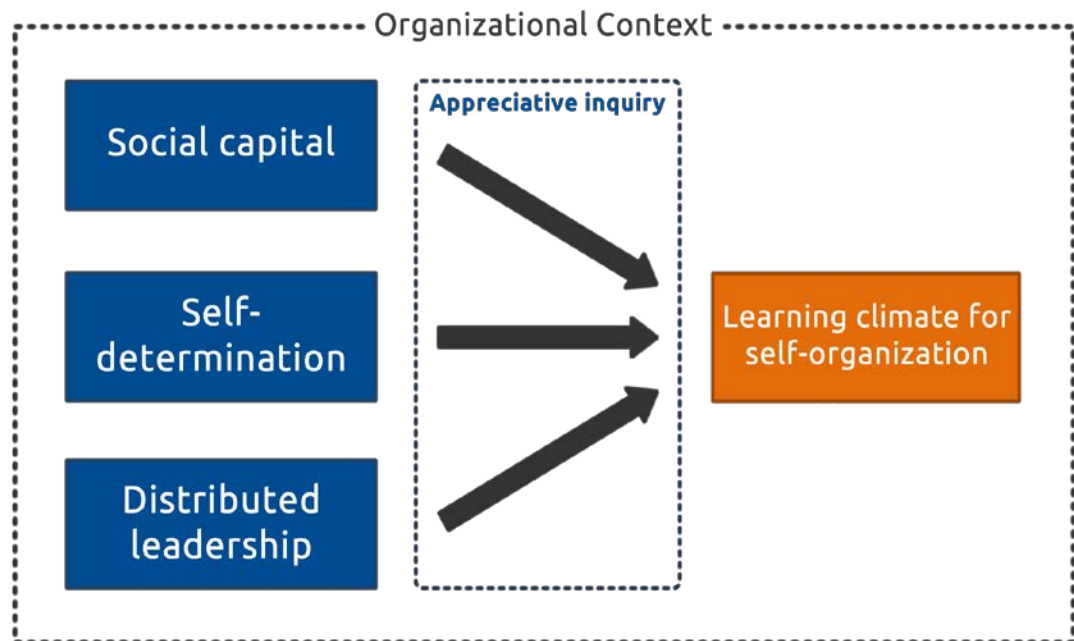 Organizational Context
Social capital
Appreciative inquiry
Self-
determination
Learning climate for
self-organization
Distributed
leadership